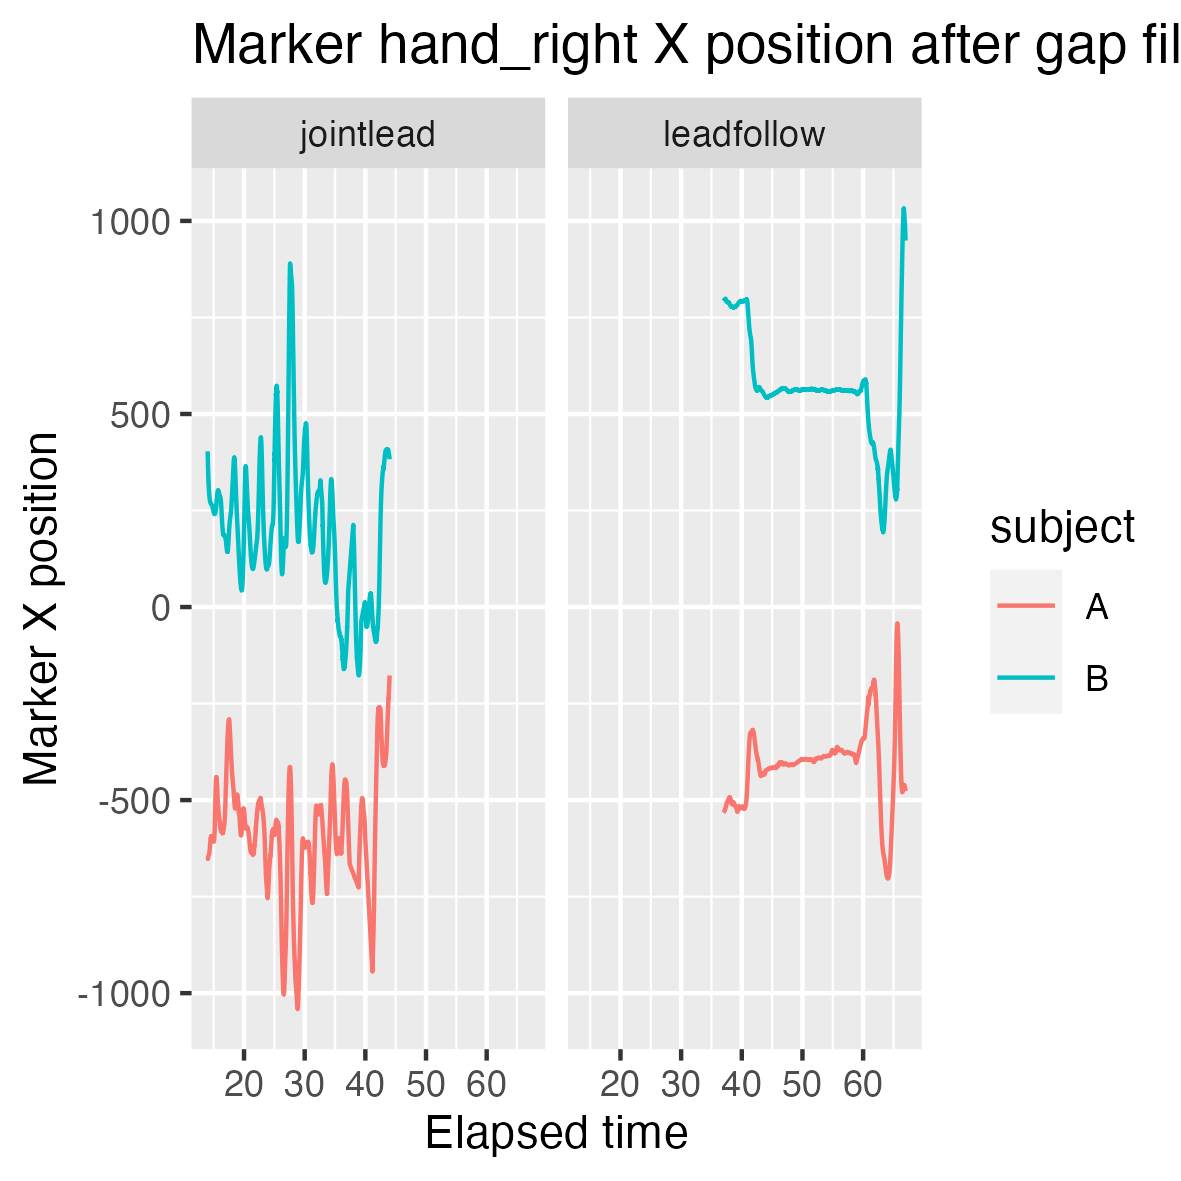 Marker hand_right X position after gap fil
jointlead leadfollow
1000
500
0
-500
-1000
Marker X position
20 30 40 50 60 20 30 40 50 60
Elapsed time
subject
A
B